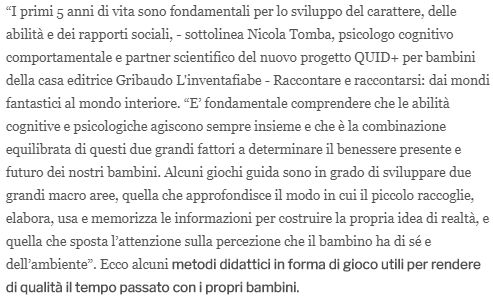 “I primi 5 anni di vita sono fondamentali per lo sviluppo del carattere, delle
abilità e dei rapporti sociali, - sottolinea Nicola Tomba, psicologo cognitivo
comportamentale e partner scientifico del nuovo progetto QUID+ per bambini
della casa editrice Gribaudo L'inventafiabe - Raccontare e raccontarsi: dai mondi
fantastici al mondo interiore. “E’ fondamentale comprendere che le abilità
cognitive e psicologiche agiscono sempre insieme e che è la combinazione
equilibrata di questi due grandi fattori a determinare il benessere presente e
futuro dei nostri bambini. Alcuni giochi guida sono in grado di sviluppare due
grandi macro aree, quella che approfondisce il modo in cui il piccolo raccoglie,
elabora, usa e memorizza le informazioni per costruire la propria idea di realtà, e
quella che sposta l’attenzione sulla percezione che il bambino ha di sé e
dell’ambiente”. Ecco alcuni metodi didattici in forma di gioco utili per rendere
di qualità il tempo passato con i propri bambini.